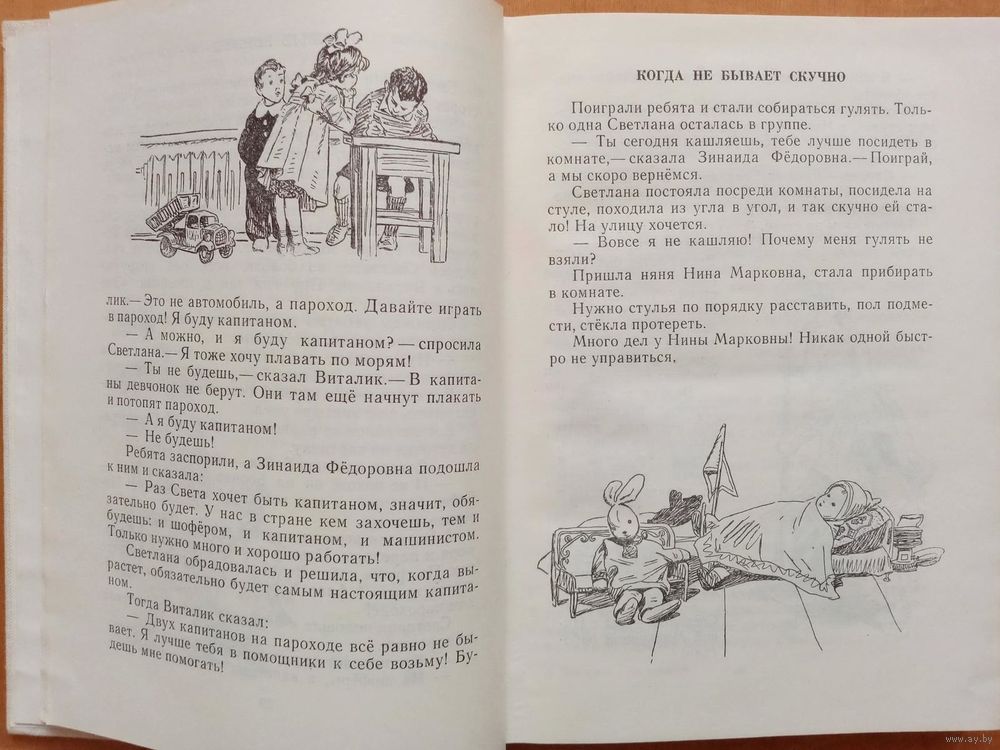 лик.— Это не автомобиль, а пароход. Давайте играть
в пароход! Я буду капитаном.
— А можно, и я буду капитаном? — спросила
Светлана.— Я тоже хочу плавать по морям!
— Ты не будешь,— сказал Виталик.— В капита-
ны девчонок не берут. Они там ещё начнут плакать
и потопят пароход.
— А я буду капитаном!
— Не будешь!
Ребята заспорили, а Зинаида Фёдоровна подошла
к ним и сказала:
— Раз Света хочет быть капитаном, значит, обя-
зательно будет. У нас в стране кем захочешь, тем и
будешь: и шофёром, и капитаном, и машинистом.
Только нужно много и хорошо работать!
Светлана обрадовалась и решила, что, когда вы-
растет, обязательно будет самым настоящим капита-
ном.
Тогда Виталик сказал:
— Двух капитанов на пароходе всё равно не бы-
вает. Я лучше тебя в помощники к себе возьму! Бу-
дешь мне помогать!
КОГДА НЕ БЫВАЕТ СКУЧНО
Поиграли ребята и стали собираться гулять. Толь-
ко одна Светлана осталась в группе.
— Ты сегодня кашляешь, тебе лучше посидеть в
комнате,— сказала Зинаида Фёдоровна.— Поиграй,
а мы скоро вернёмся.
Светлана постояла посреди комнаты, посидела на
стуле, походила из угла в угол, и так скучно ей ста-
ло! На улицу хочется.
— Вовсе я не кашляю! Почему меня гулять не
взяли?
Пришла няня Нина Марковна, стала прибирать
в комнате.
Нужно стулья по порядку расставить, пол подме-
сти, стёкла протереть.
Много дел у Нины Марковны! Никак одной быст-
ро не управиться,
www.ay.by